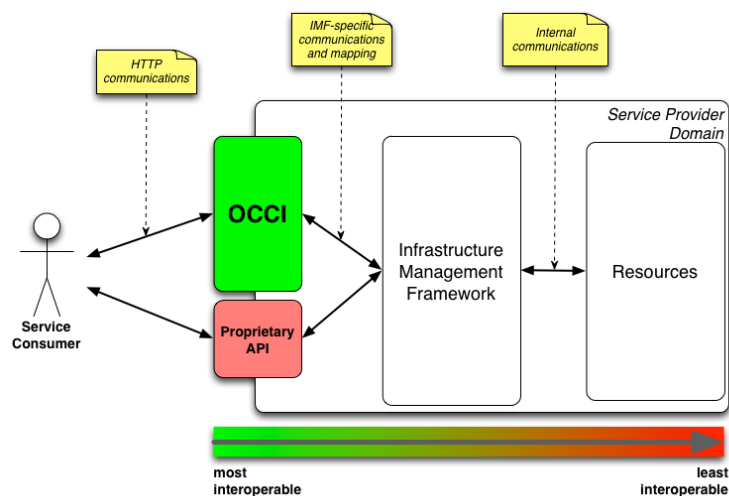 HTTP
communications
IMF-specific
communications
and mapping
Internal
communications
Service Provider
Domain
OCCI
Infrastructure
Management
Framework
Resources
Proprietary
API
Service
Consumer
most
interoperable
least
interoperable